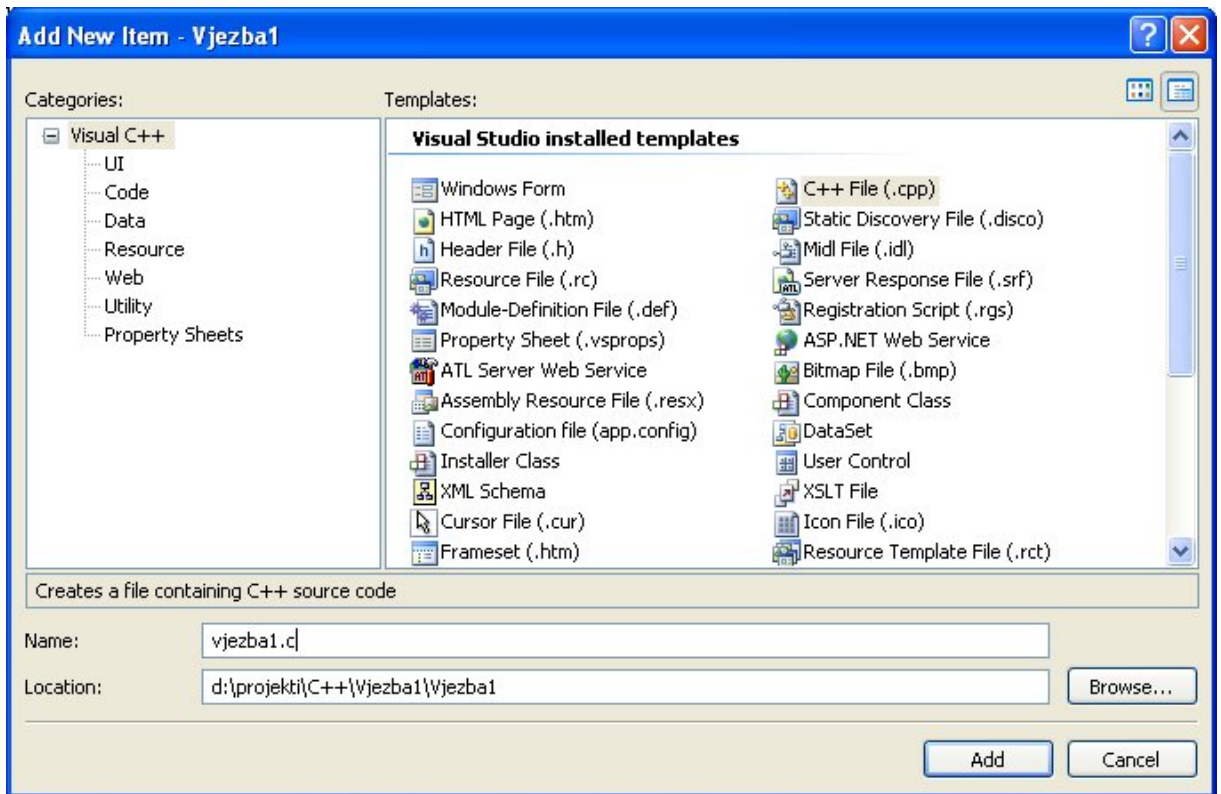 Add New Item - Vjezba1
Categories:
Templates:
Visual C++
UI
Code
Data
Resource
Web
Utility
Property Sheets
Visual Studio installed templates
Windows Form
C++ File (.cpp)
HTML Page (.htm)
Static Discovery File (.disco)
Header File (.h)
Midl File (.idl)
Resource File (.rc)
Server Response File (.srf)
Module-Definition File (.def)
Registration Script (.rgs)
Property Sheet (.vsprops)
ASP.NET Web Service
ATL Server Web Service
Bitmap File (.bmp)
Assembly Resource File (.resx)
Component Class
Configuration file (app.config)
DataSet
Installer Class
User Control
XML Schema
XSLT File
Cursor File (.cur)
Icon File (.ico)
Frameset (.htm)
Resource Template File (.rct)
Creates a file containing C++ source code
Name:
vjezba1.c
Location:
d:\projekti\C++\Vjezba1\Vjezba1
Browse...
Add
Cancel